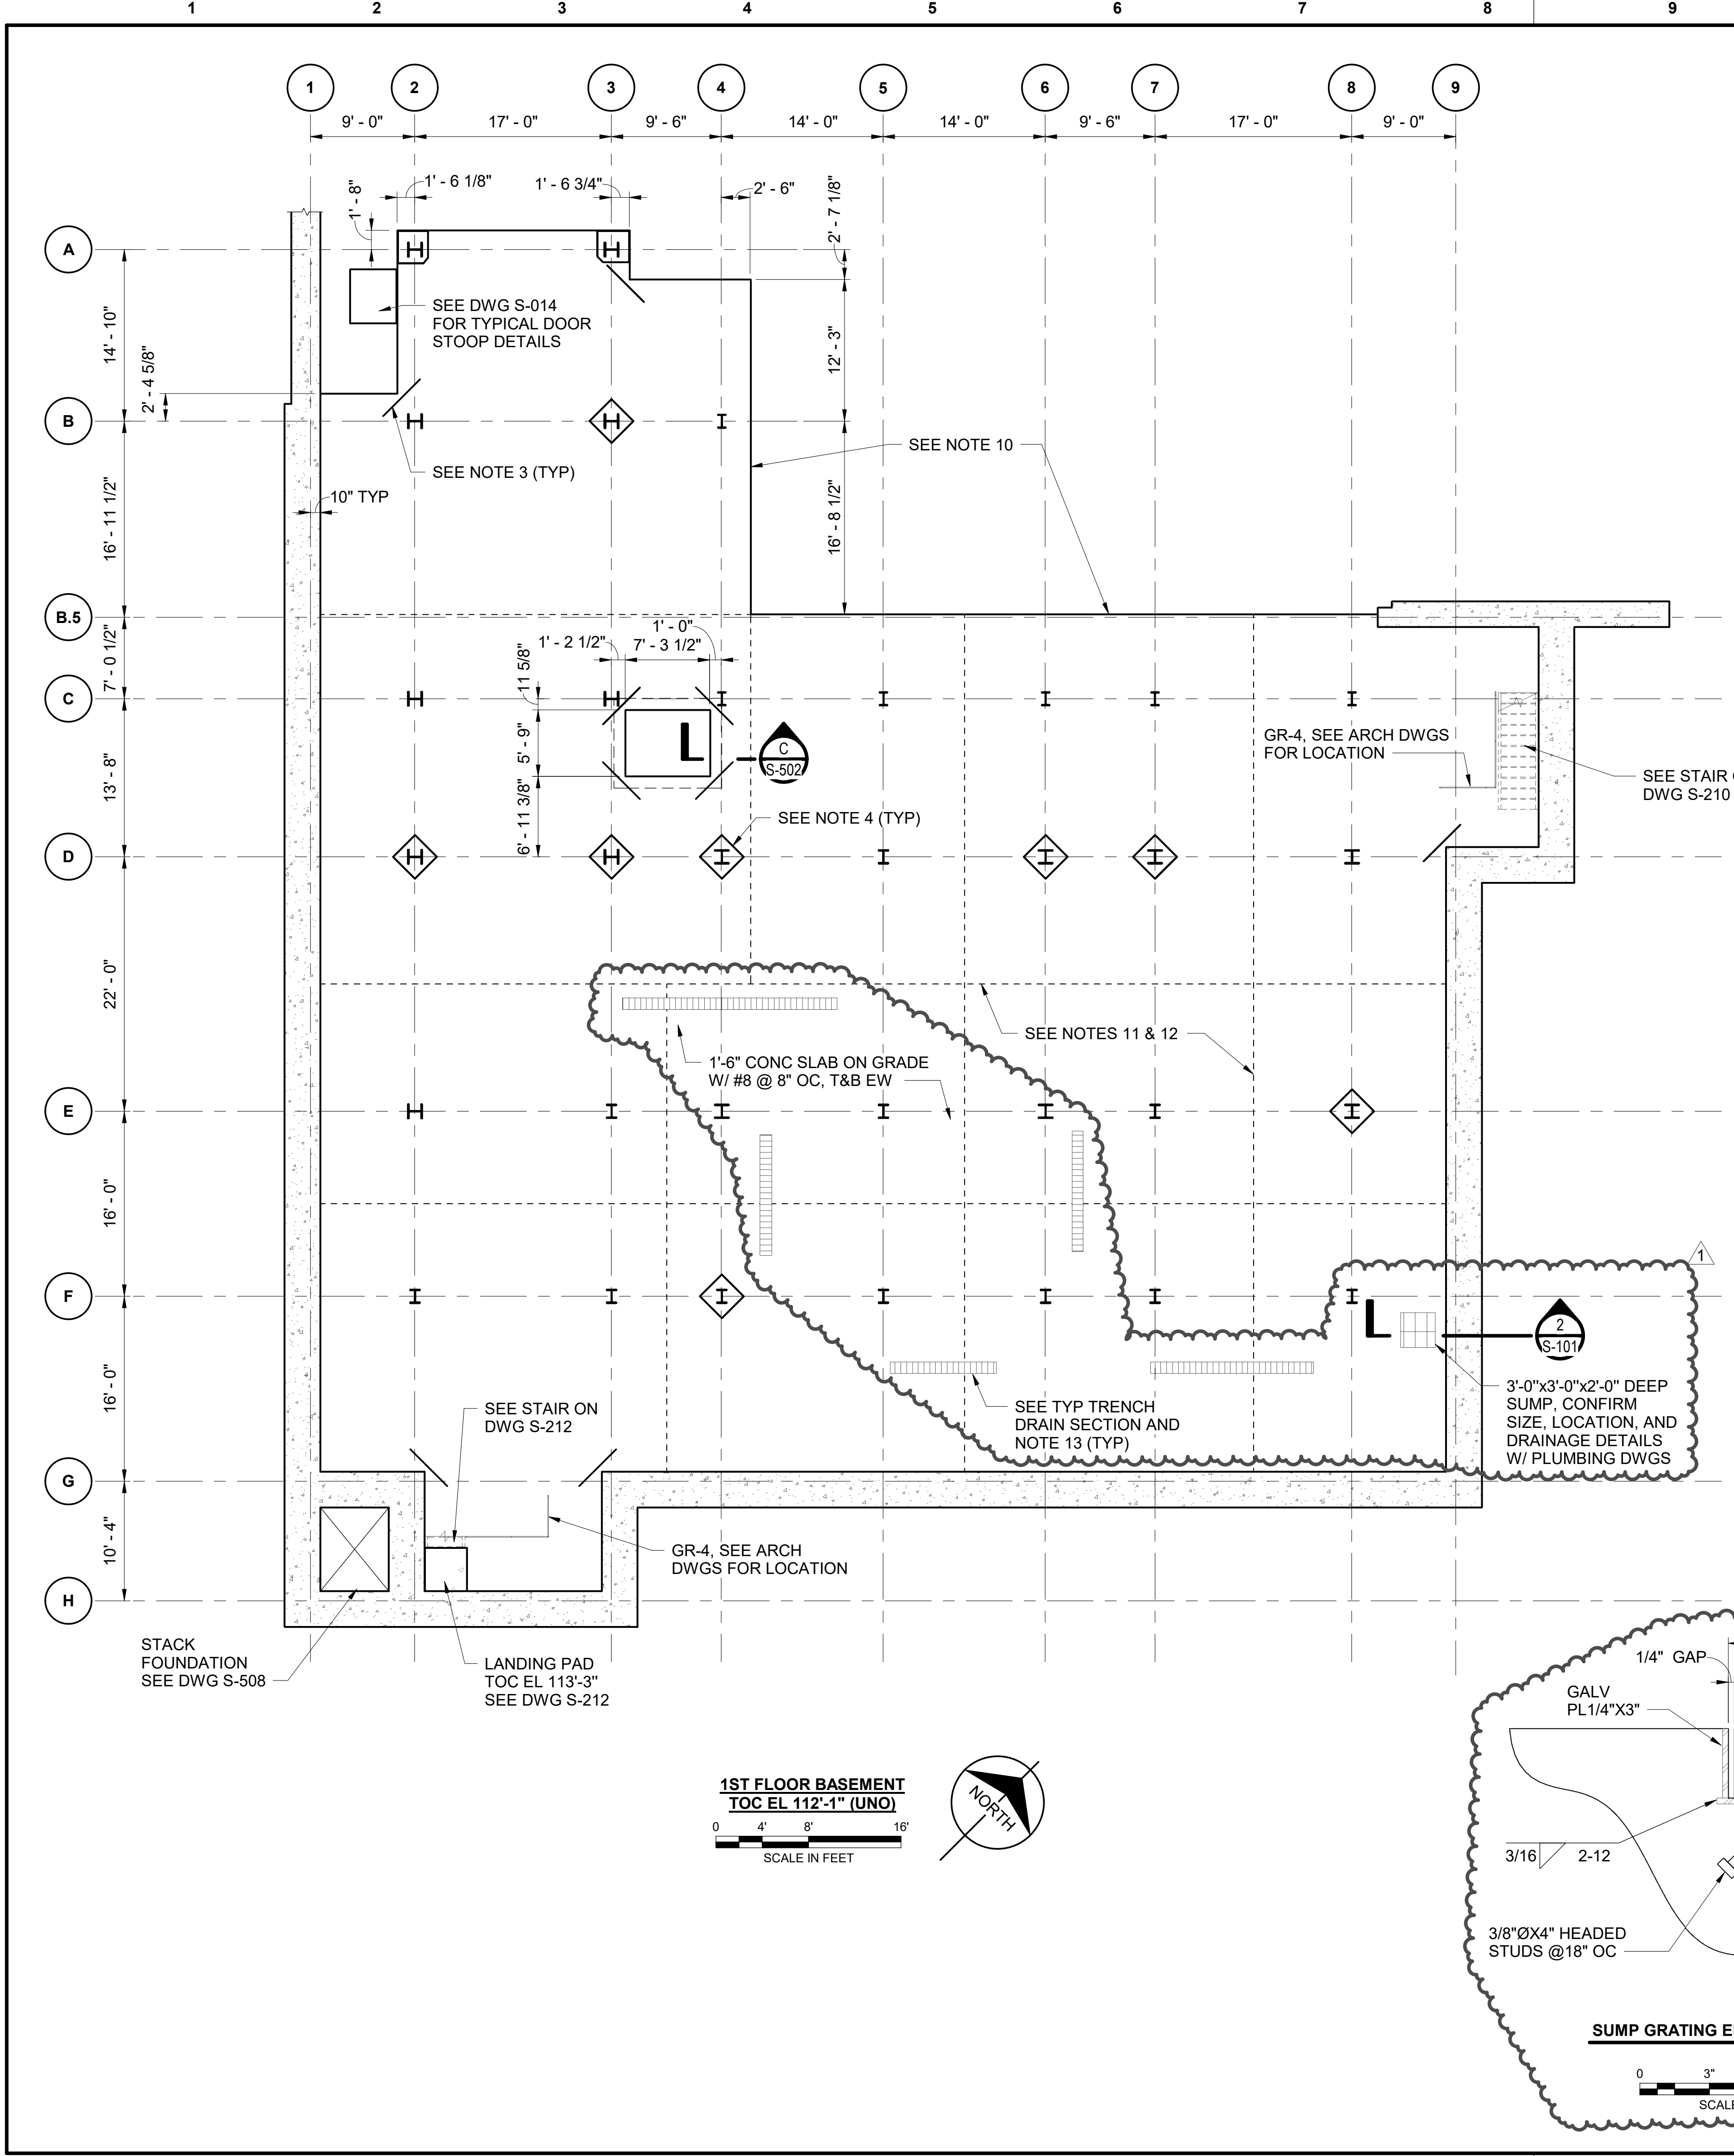 1 2 3 4 5 6 7 8 9
1 2 3 4 5 6 7 8 9
9' - 0" 17' - 0" 9' - 6" 14' - 0" 14' - 0" 9' - 6" 17' - 0" 9' - 0"
1' - 8"
1' - 6 1/8"
1' - 6 3/4"
2' - 6"
2' - 7 1/8"
A
14' - 10"
2' - 4 5/8"
SEE DWG S-014
FOR TYPICAL DOOR
STOOP DETAILS
12' - 3"
B
SEE NOTE 3 (TYP)
SEE NOTE 10
10" TYP
16' - 11 1/2"
16' - 8 1/2"
B.5
7' - 0 1/2"
1' - 0"
1' - 2 1/2"
7' - 3 1/2"
11 5/8"
C
5' - 9"
C
S-502
GR-4, SEE ARCH DWGS
FOR LOCATION
SEE STAIR
DWG S-210
13' - 8"
6' - 11 3/8"
SEE NOTE 4 (TYP)
D
22' - 0"
SEE NOTES 11 & 12
1'-6" CONC SLAB ON GRADE
W/ #8 @ 8" OC, T&B EW
E
16' - 0"
1
F
2
S-101
16' - 0"
3'-0"x3'-0"x2'-0" DEEP
SUMP, CONFIRM
SIZE, LOCATION, AND
DRAINAGE DETAILS
W/ PLUMBING DWGS
SEE TYP TRENCH
DRAIN SECTION AND
NOTE 13 (TYP)
SEE STAIR ON
DWG S-212
G
10' - 4"
GR-4, SEE ARCH
DWGS FOR LOCATION
H
STACK
FOUNDATION
SEE DWG S-508
LANDING PAD
TOC EL 113'-3"
SEE DWG S-212
1/4" GAP
GALV
PL1/4"X3"
3/16 2-12
3/8"ØX4" HEADED
STUDS @18" OC
1ST FLOOR BASEMENT
TOC EL 112'-1" (UNO)
0 4' 8' 16'
SCALE IN FEET
NORTH
SUMP GRATING
0 3"